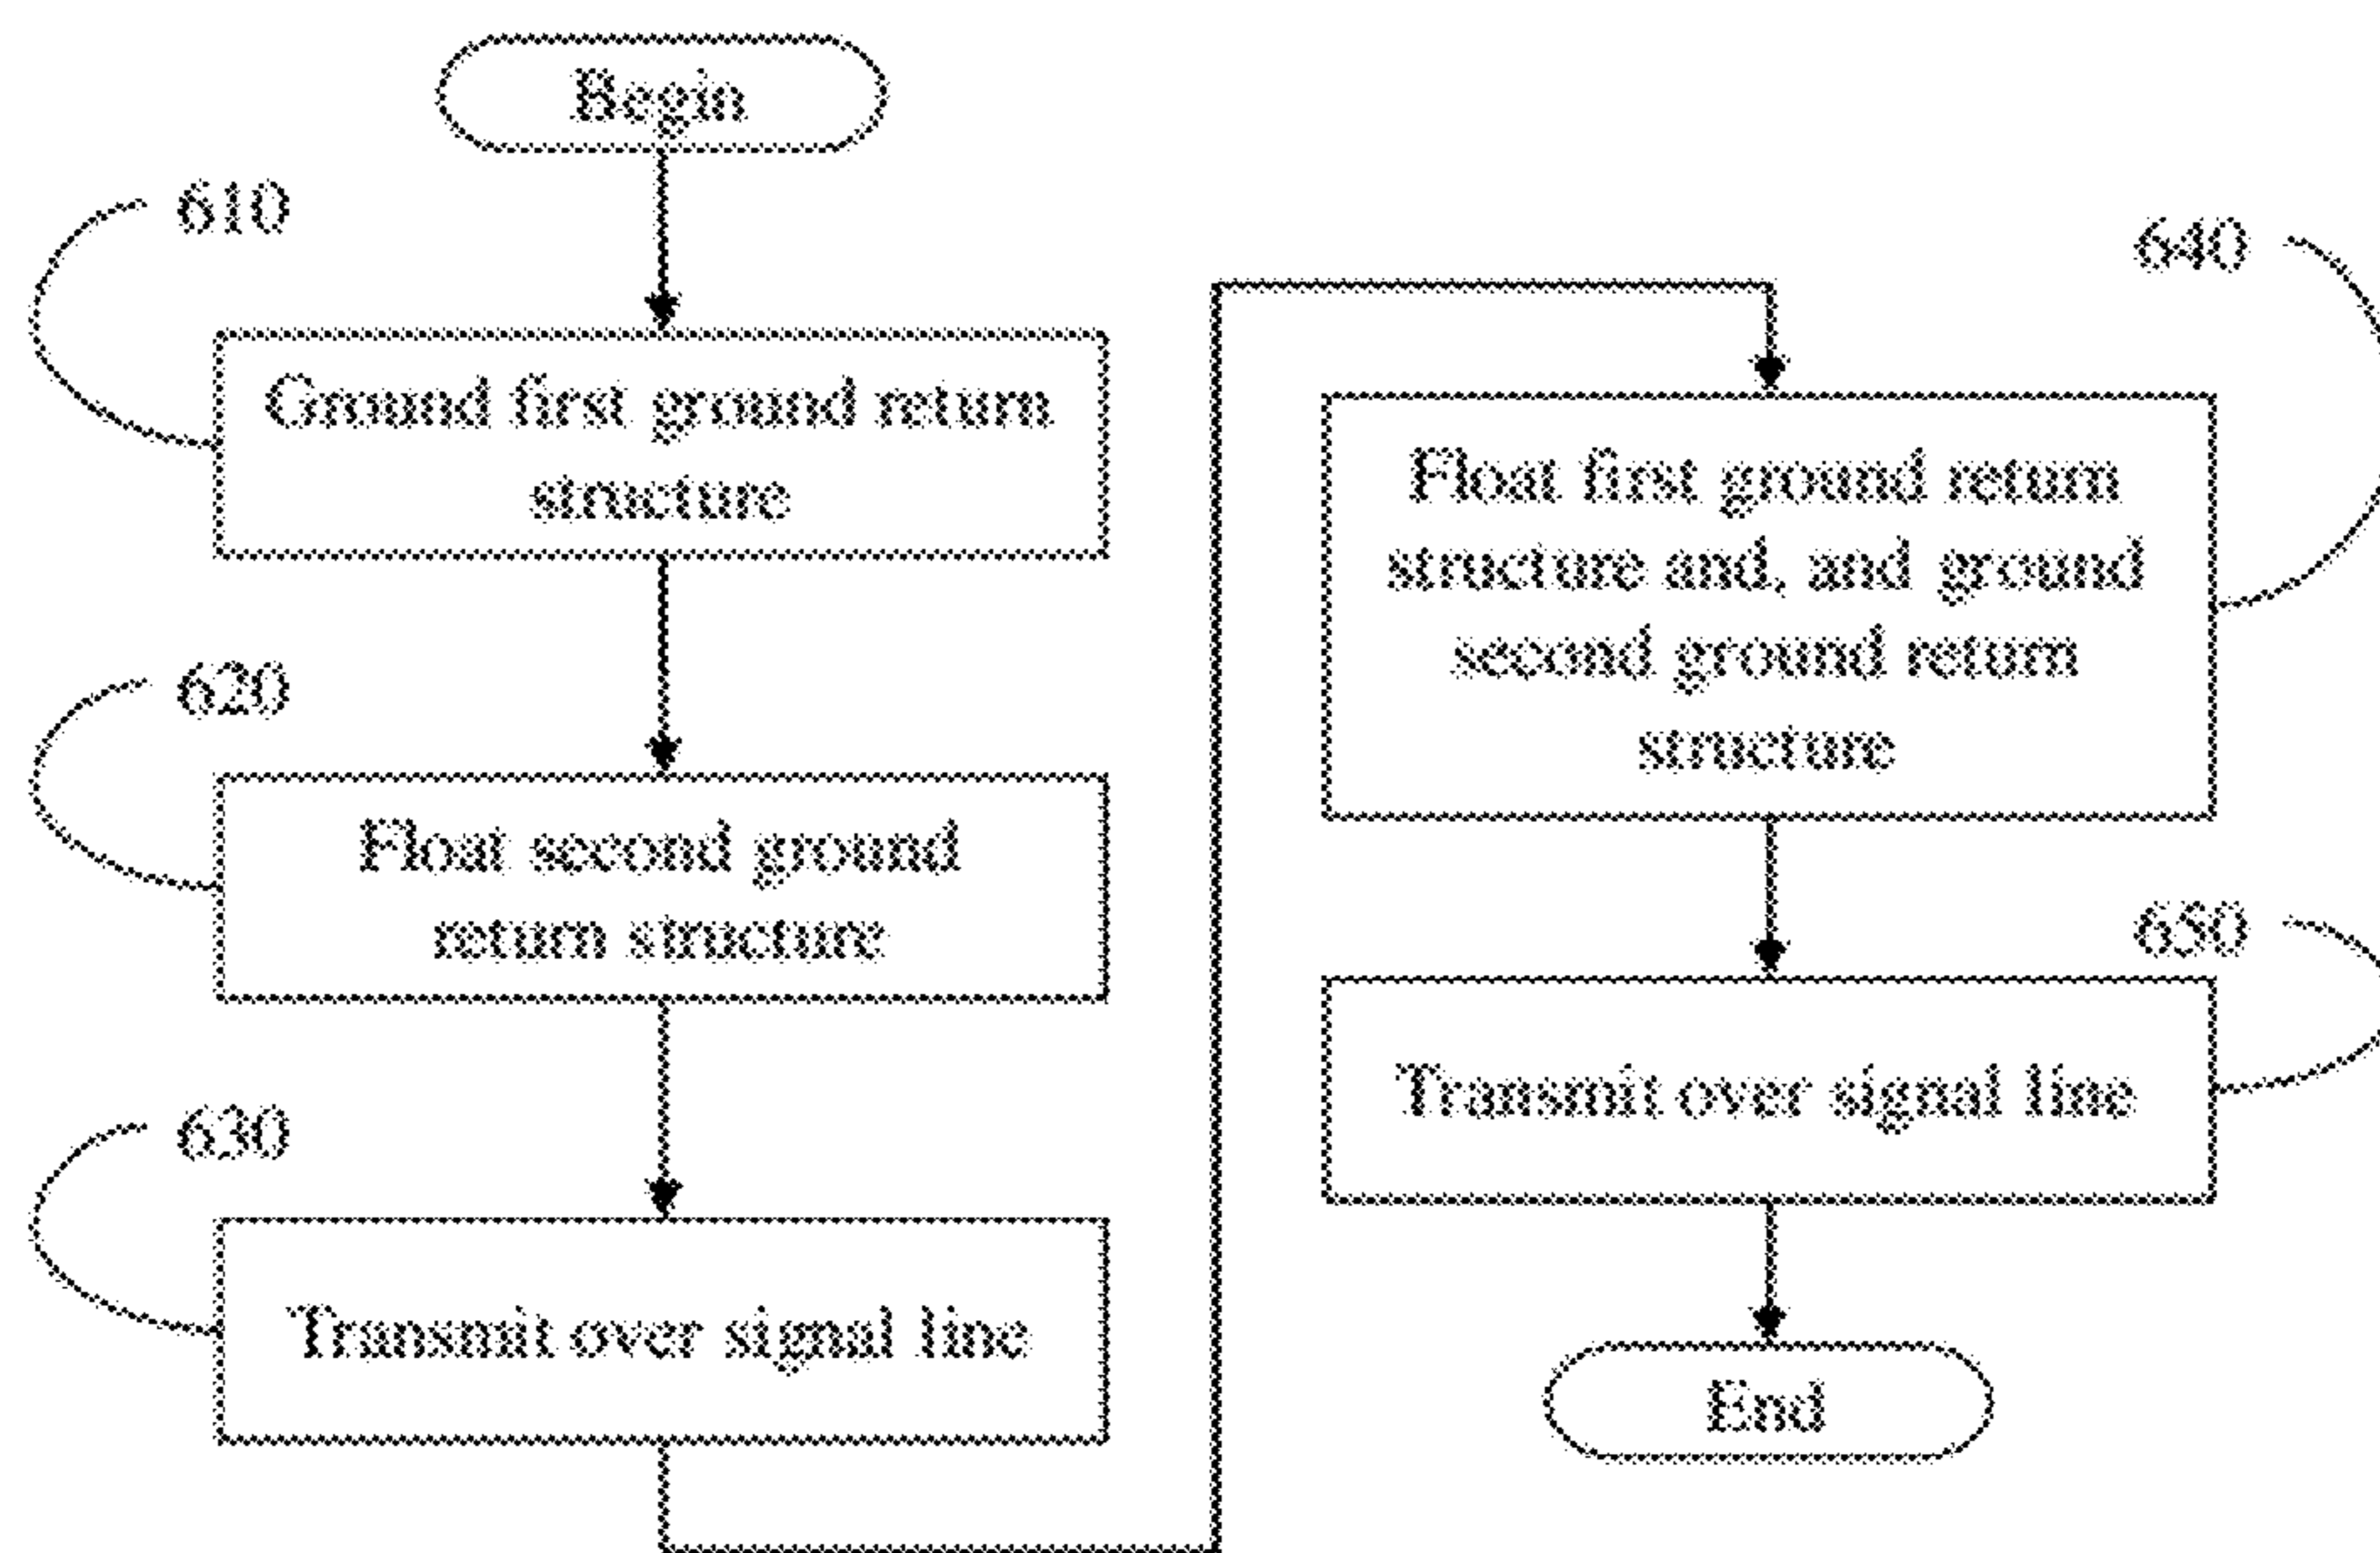 Begin
610
Ground first ground return
structure
620
Float second ground
return structure
630
Transmit over signal line
640
Float first ground return
structure and, and ground
second ground return
structure
650
Transmit over signal line
End